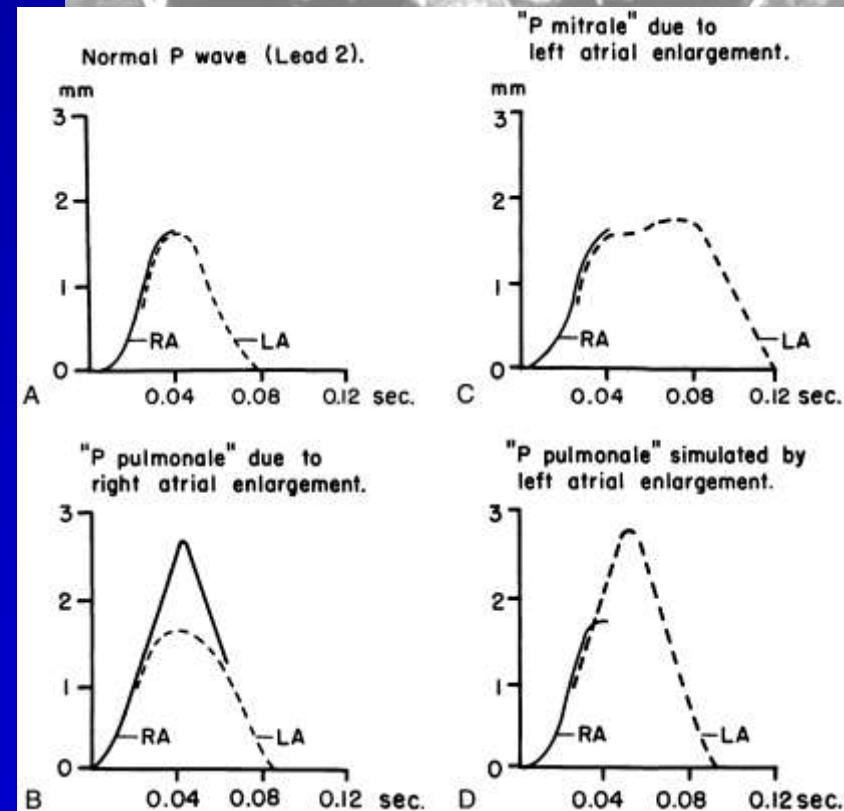 Normal P wave (Lead 2).
mm
3
2
1
0
RA
LA
A
0.04
0.08
0.12 sec.
"P mitrale" due to
left atrial enlargement.
mm
3
2
1
0
RA
LA
C
0.04
0.08
0.12 sec.
"P pulmonale" due to
right atrial enlargement.
3
2
1
0
RA
LA
B
0.04
0.08
0.12 sec.
"P pulmonale" simulated by
left atrial enlargement.
3
2
1
0
RA
LA
D
0.04
0.08
0.12 sec.